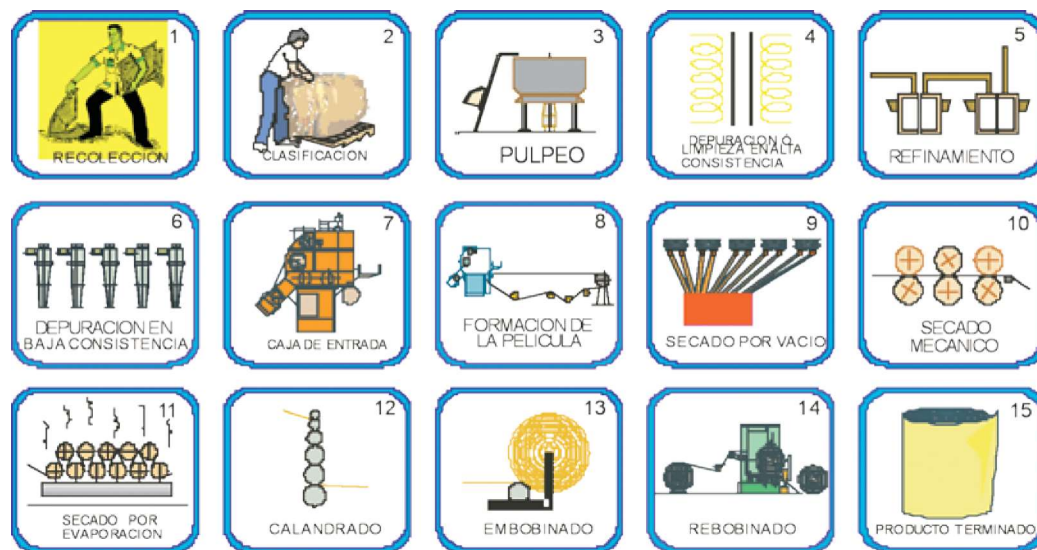 1
RECOLECCION
2
CLASIFICACION
3
PULPEO
4
DEPURACION Ó
LIMPIEZA EN ALTA
CONSISTENCIA
5
REFINAMIENTO
6
DEPURACION EN
BAJA CONSISTENCIA
7
CAJA DE ENTRADA
8
FORMACION DE
LA PELICULA
9
SECADO POR VACIO
10
SECADO
MECANICO
11
SECADO POR
EVAPORACION
12
CALANDRADO
13
EMBOBINADO
14
REBOBINADO
15
PRODUCTO TERMINADO